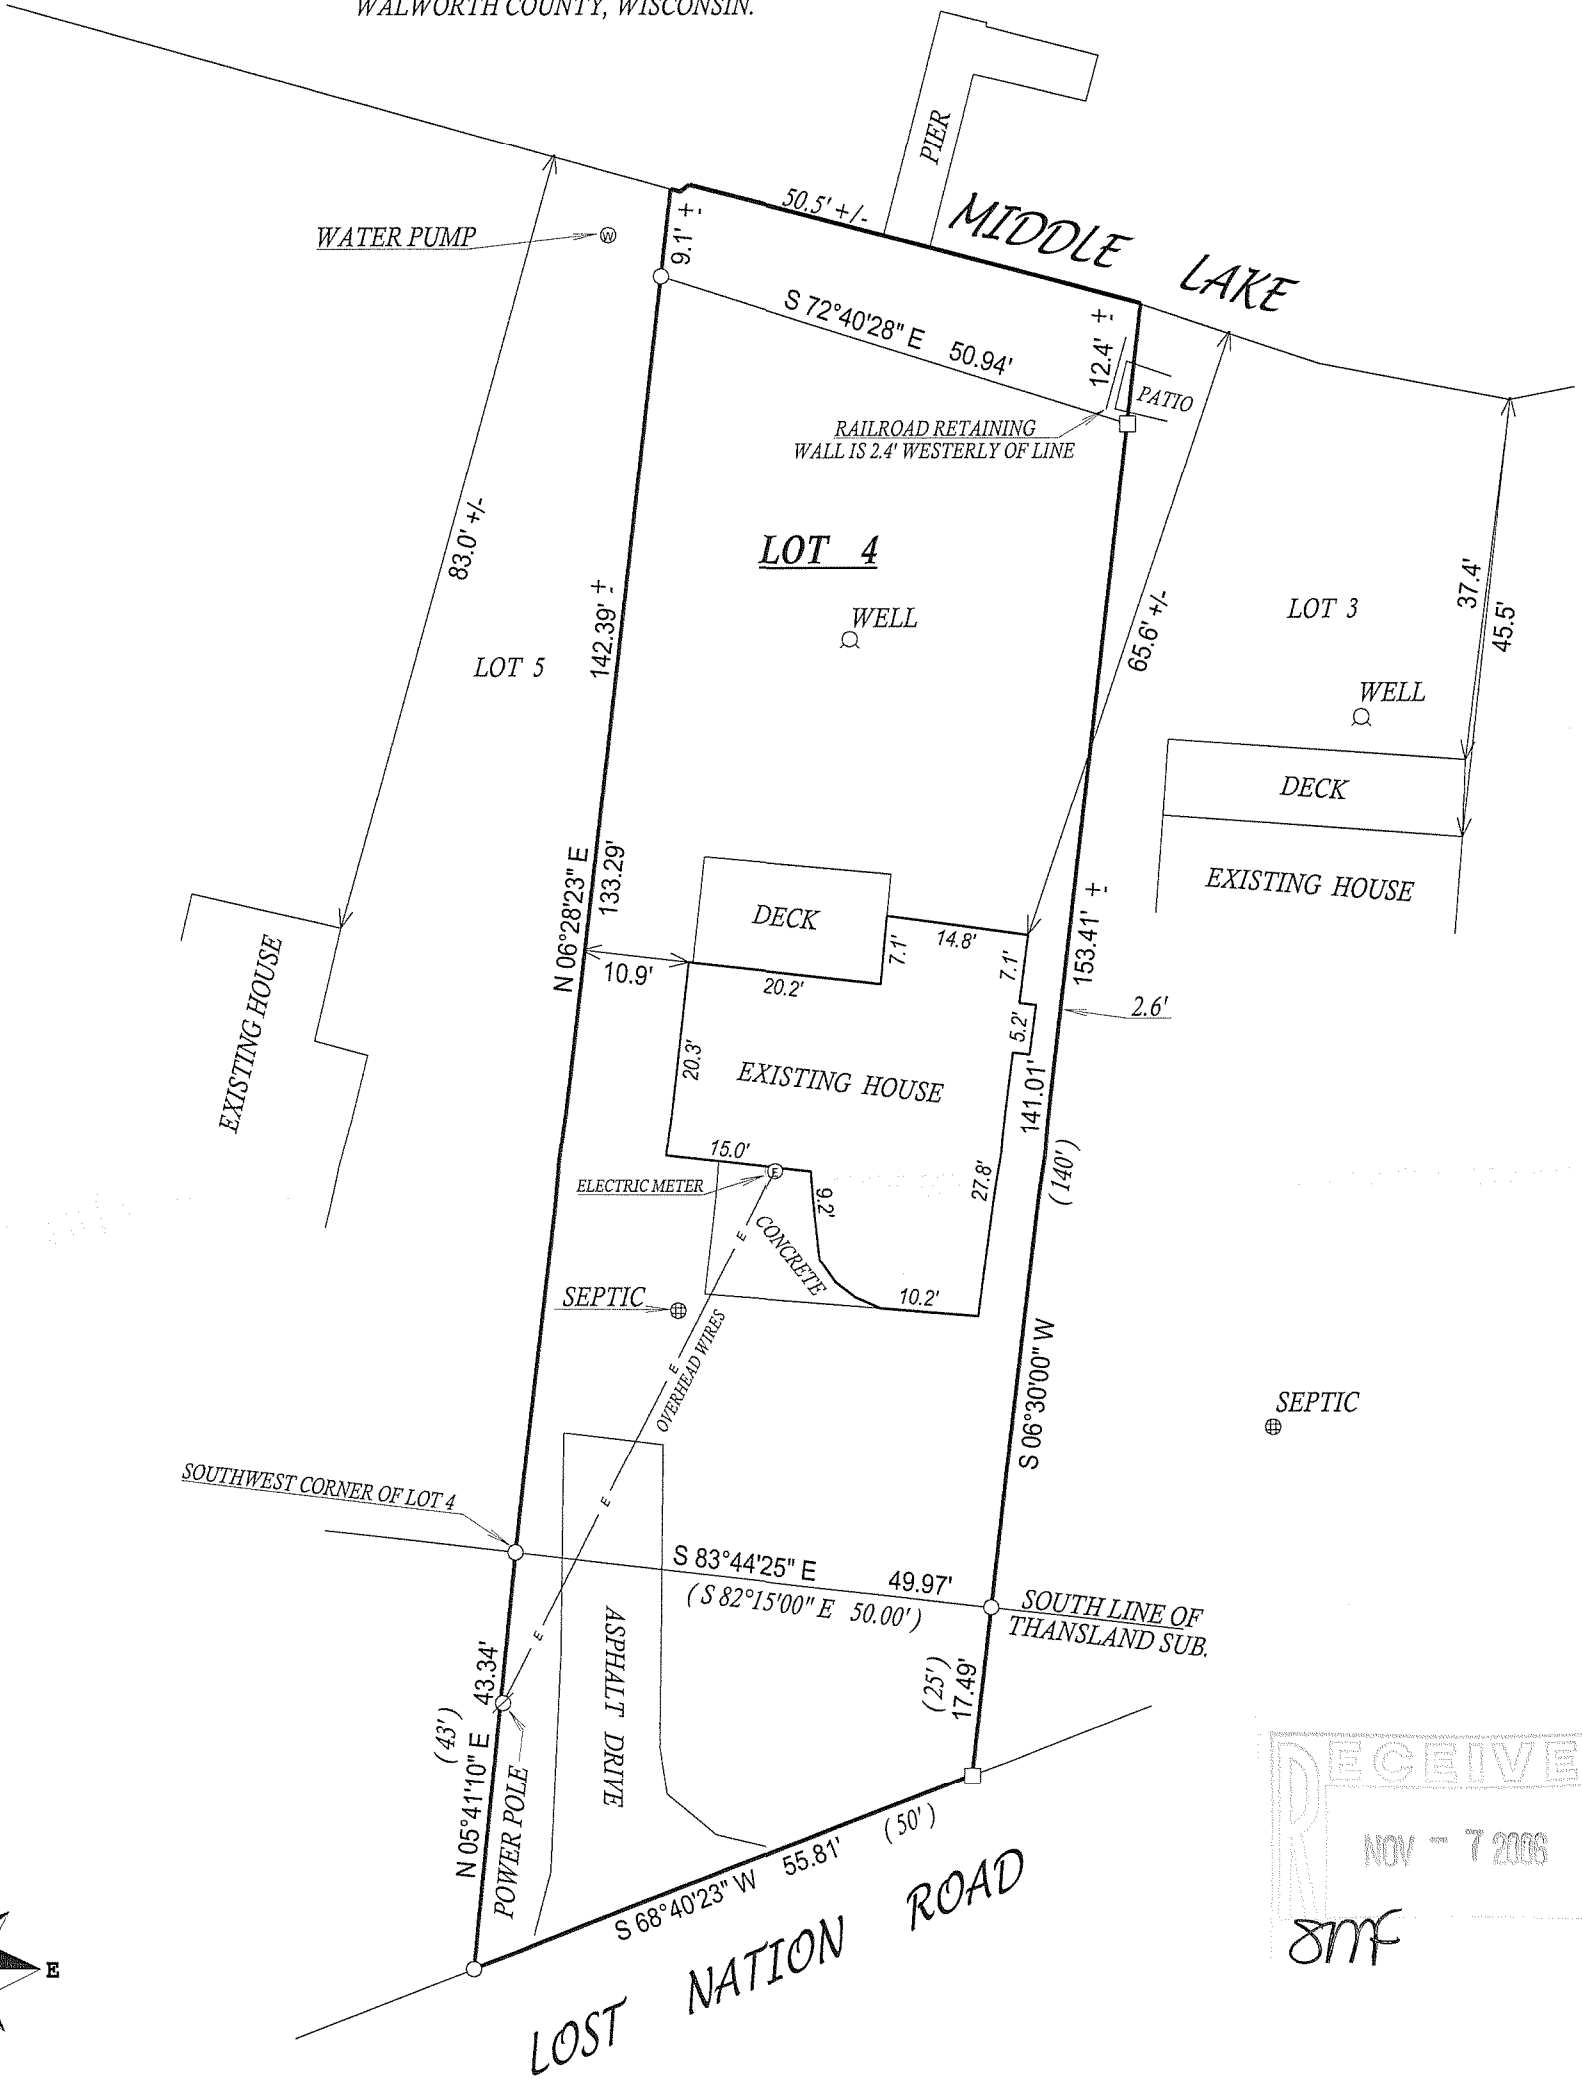 WALWORTH COUNTY, WISCONSIN.
PIER
MIDDLE LAKE
50.5' +/-
9.1' +-
WATER PUMP
W
S 72°40'28" E 50.94'
12.4' +-
PATIO
RAILROAD RETAINING
WALL IS 2.4' WESTERLY OF LINE
83.0' +/-
LOT 4
WELL
142.39' +-
LOT 5
65.6' +/-
LOT 3
37.4'
45.5'
WELL
DECK
EXISTING HOUSE
N 06°28'23" E
133.29'
DECK
7.1'
14.8'
7.1'
153.41' +-
10.9'
20.2'
2.6'
5.2'
20.3'
EXISTING HOUSE
EXISTING HOUSE
141.01'
(140')
15.0'
ELECTRIC METER
E
9.2'
27.8'
CONCRETE
E
SEPTIC
10.2'
OVERHEAD WIRES
E
S 06°30'00" W
SEPTIC
SOUTHWEST CORNER OF LOT 4
E
S 83°44'25" E 49.97'
(S 82°15'00" E 50.00')
SOUTH LINE OF
THANSLAND SUB.
E
ASPHALT DRIVE
(25')
17.49'
N 05°41'10" E 43.34'
(43')
POWER POLE
S 68°40'23" W 55.81' (50')
LOST NATION ROAD
RECEIVE
NOV - 7 2006
SMF
E